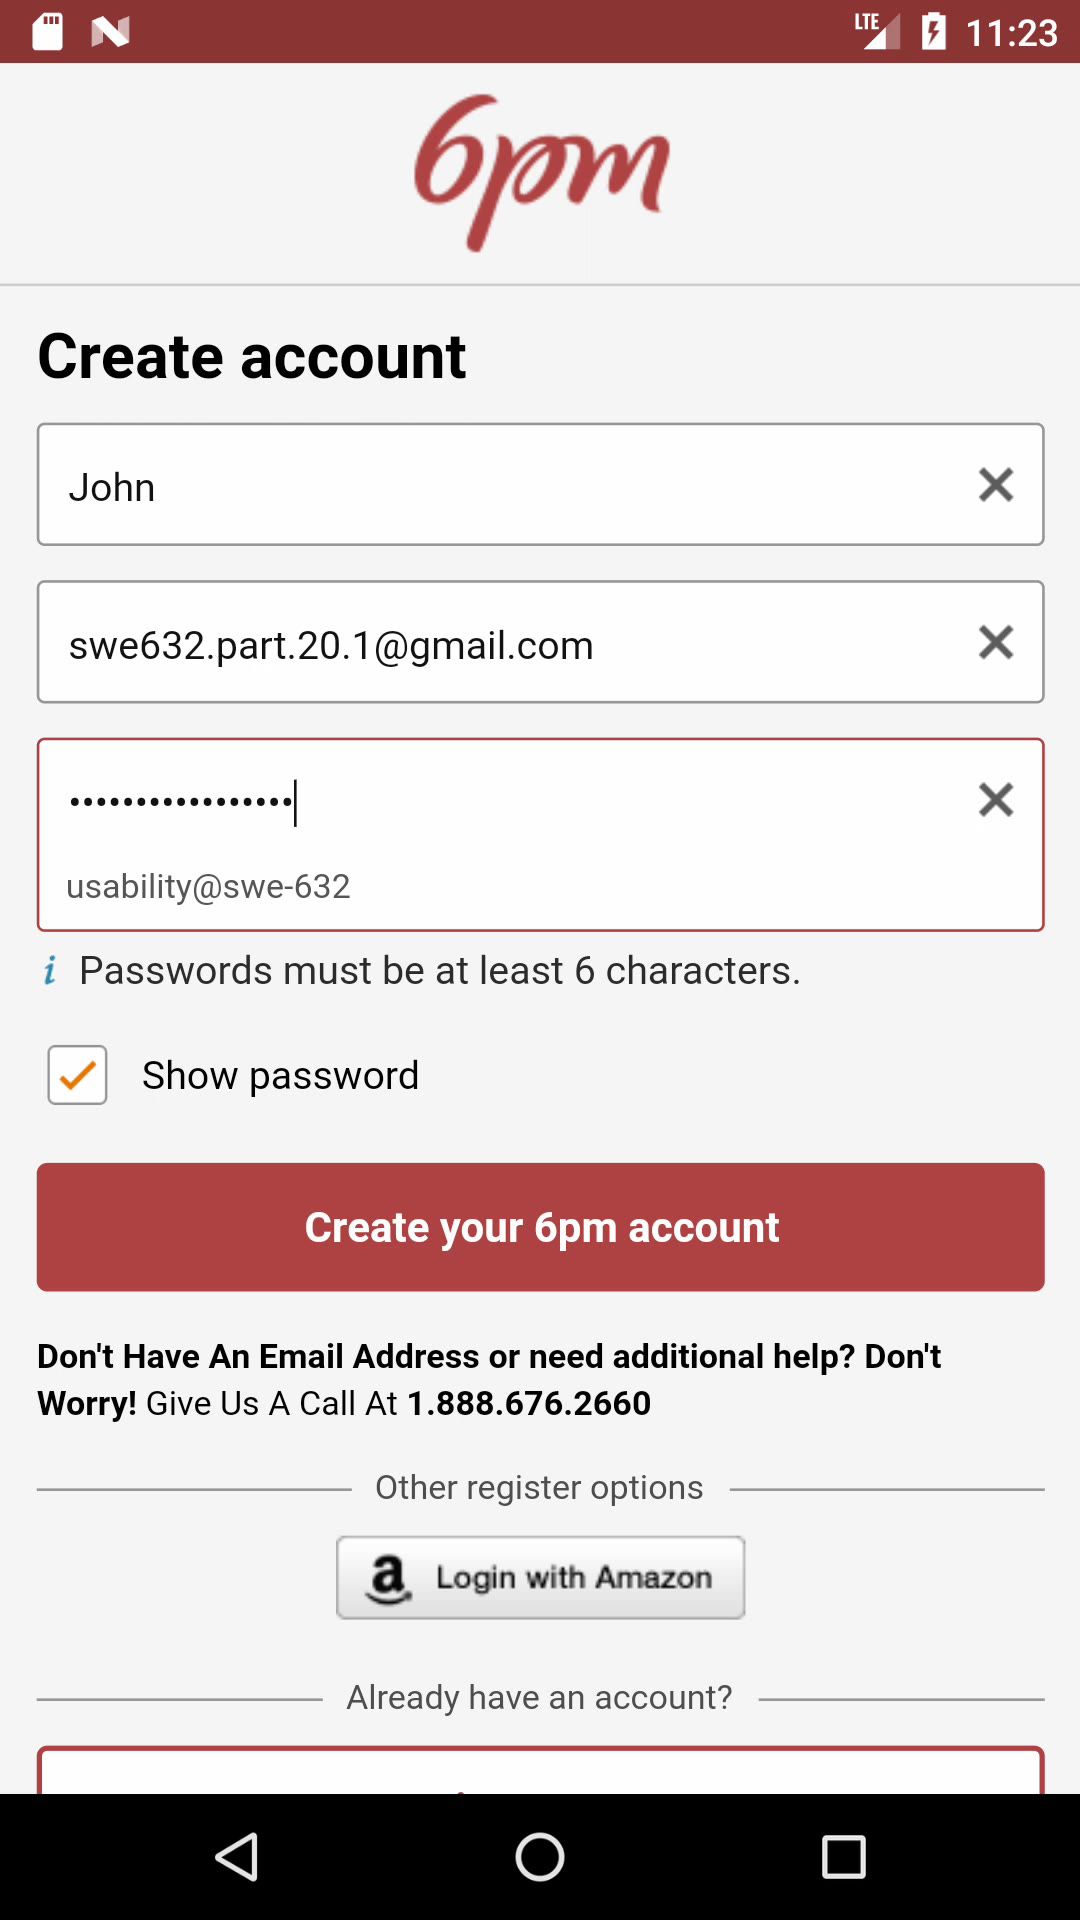 LTE 11:23
6pm
Create account
John
swe632.part.20.1@gmail.com
•••••••••••••••••
usability@swe-632
i Passwords must be at least 6 characters.
Show password
Create your 6pm account
Don't Have An Email Address or need additional help? Don't
Worry! Give Us A Call At 1.888.676.2660
Other register options
a Login with Amazon
Already have an account?